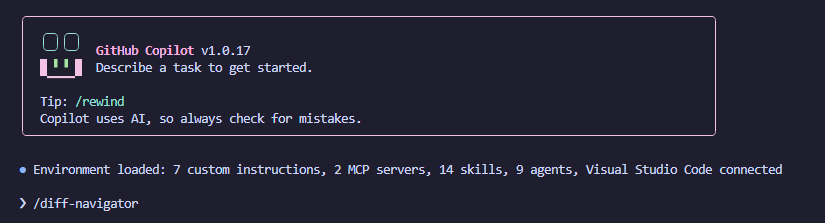 GitHub Copilot v1.0.17
Describe a task to get started.
Tip: /rewind
Copilot uses AI, so always check for mistakes.
● Environment loaded: 7 custom instructions, 2 MCP servers, 14 skills, 9 agents, Visual Studio Code connected
❯ /diff-navigator